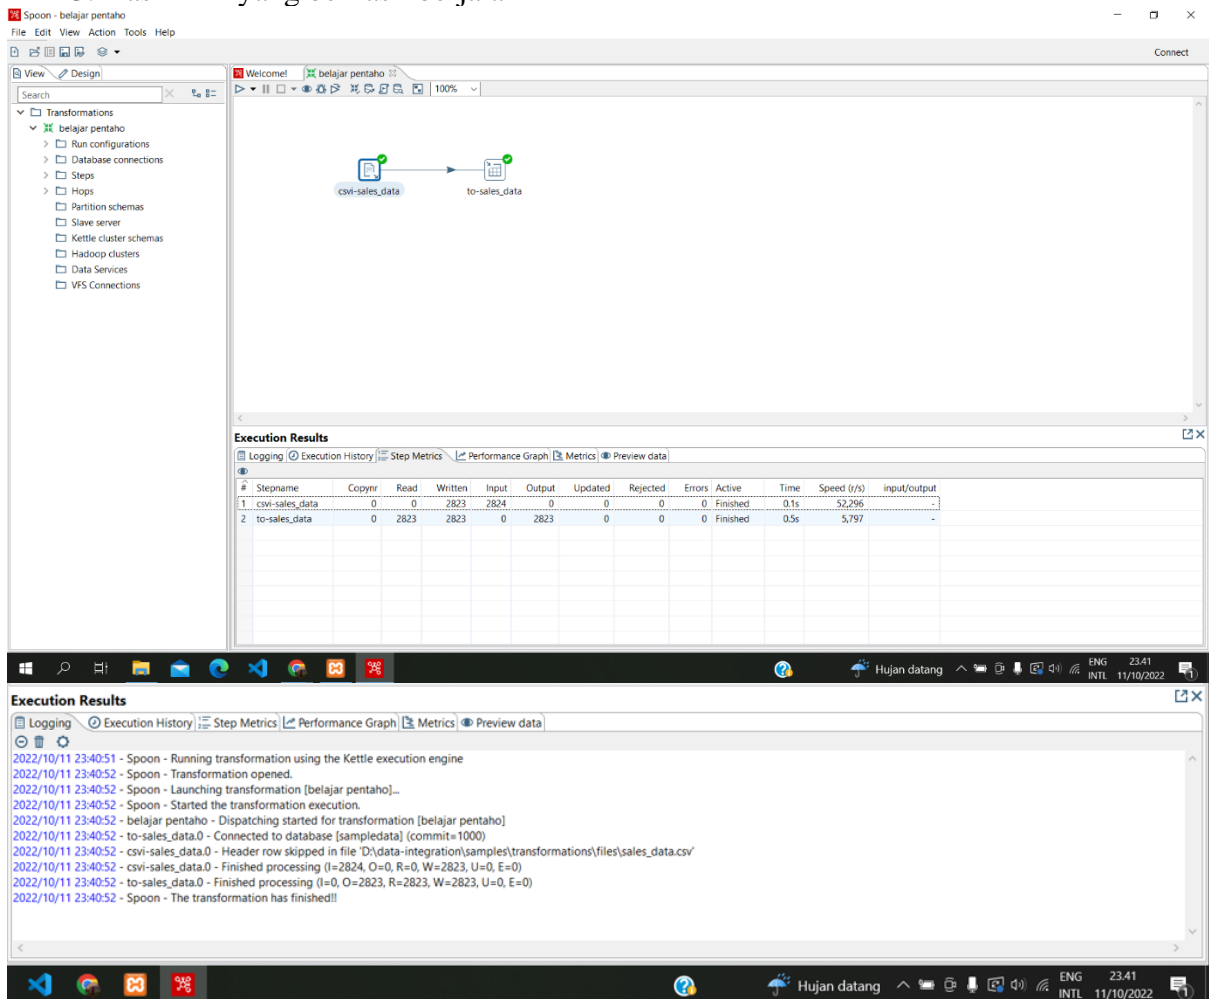 Spoon - belajar pentaho
File Edit View Action Tools Help
Connect
View Design
Welcome! belajar pentaho
Search
100%
Transformations
belajar pentaho
Run configurations
Database connections
Steps
Hops
Partition schemas
Slave server
Kettle cluster schemas
Hadoop clusters
Data Services
VFS Connections
csvi-sales_data to-sales_data
Execution Results
Logging Execution History Step Metrics Performance Graph Metrics Preview data
# Stepname Copynr Read Written Input Output Updated Rejected Errors Active Time Speed (r/s) input/output
1 csvi-sales_data 0 0 2823 2824 0 0 0 0 Finished 0.1s 52,296 -
2 to-sales_data 0 2823 2823 0 2823 0 0 0 Finished 0.5s 5,797 -
Hujan datang ENG INTL 23.41 11/10/2022 1
Execution Results
Logging Execution History Step Metrics Performance Graph Metrics Preview data
2022/10/11 23:40:51 - Spoon - Running transformation using the Kettle execution engine
2022/10/11 23:40:52 - Spoon - Transformation opened.
2022/10/11 23:40:52 - Spoon - Launching transformation [belajar pentaho]...
2022/10/11 23:40:52 - Spoon - Started the transformation execution.
2022/10/11 23:40:52 - belajar pentaho - Dispatching started for transformation [belajar pentaho]
2022/10/11 23:40:52 - to-sales_data.0 - Connected to database [sampledata] (commit=1000)
2022/10/11 23:40:52 - csvi-sales_data.0 - Header row skipped in file 'D:\data-integration\samples\transformations\files\sales_data.csv'
2022/10/11 23:40:52 - csvi-sales_data.0 - Finished processing (I=2824, O=0, R=0, W=2823, U=0, E=0)
2022/10/11 23:40:52 - to-sales_data.0 - Finished processing (I=0, O=2823, R=2823, W=2823, U=0, E=0)
2022/10/11 23:40:52 - Spoon - The transformation has finished!!
Hujan datang ENG INTL 23.41 11/10/2022 1